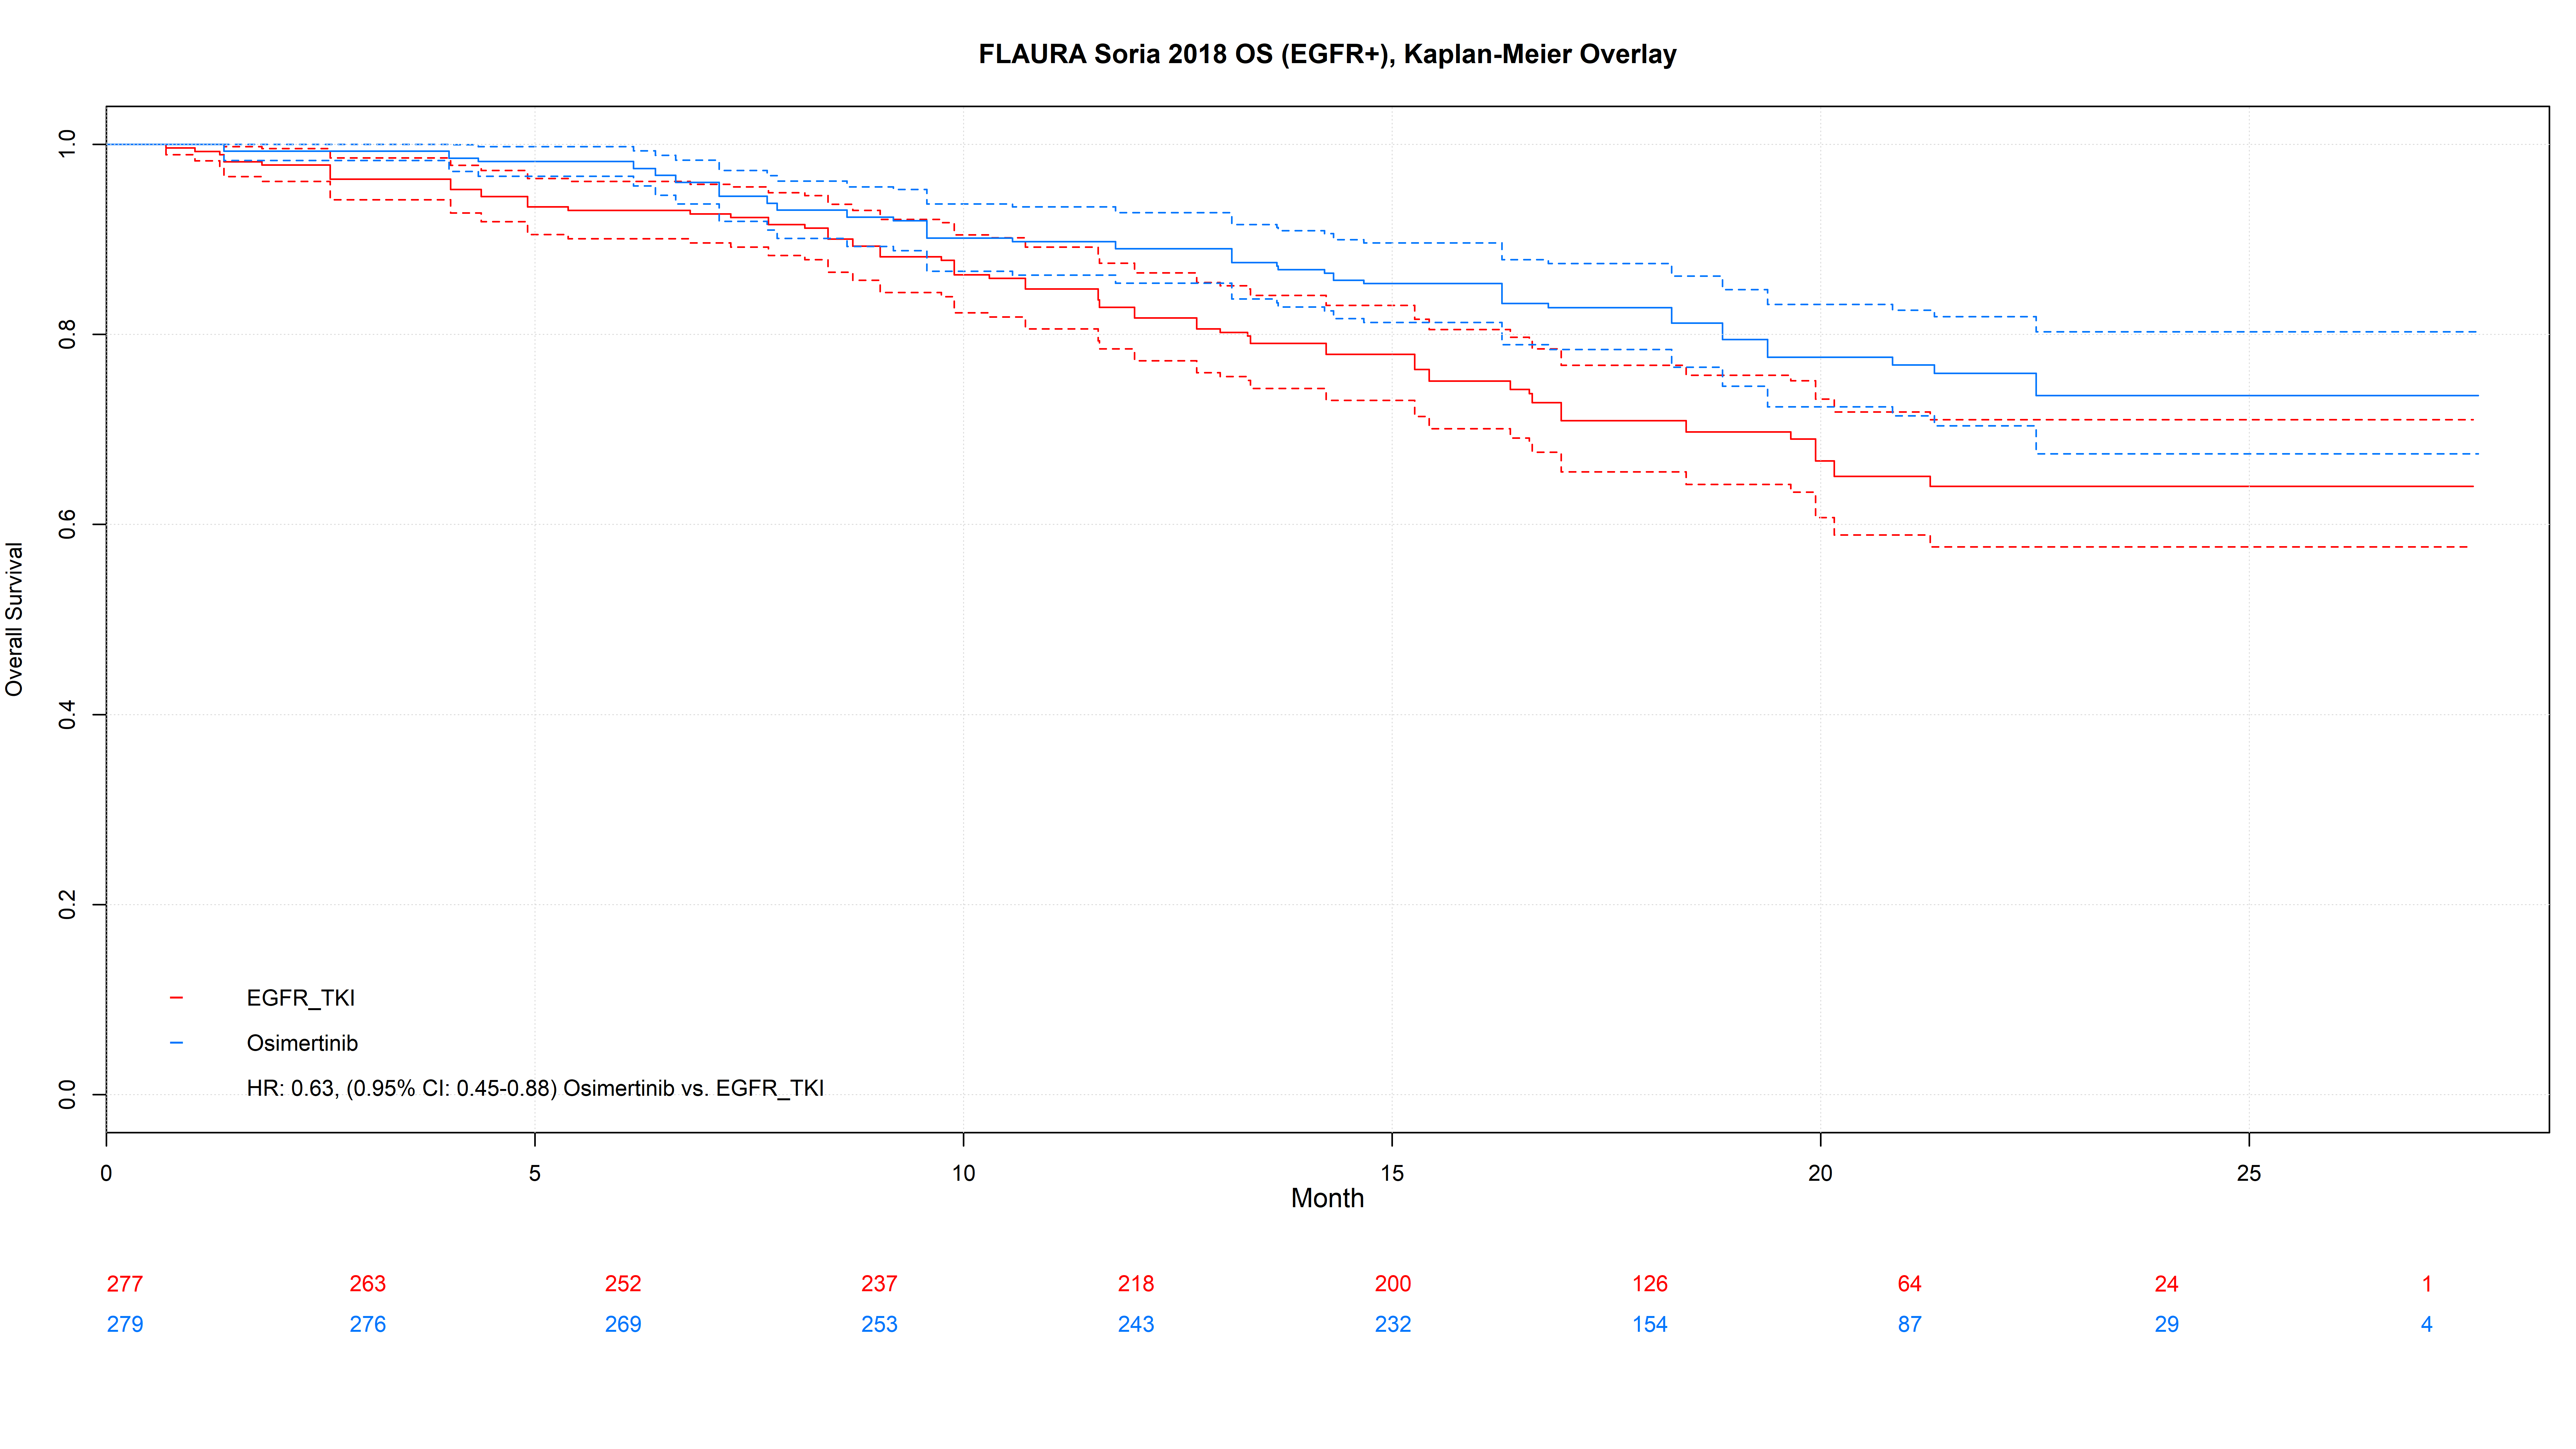 FLAURA Soria 2018 OS (EGFR+), Kaplan-Meier Overlay
Overall Survival
1.0
0.8
0.6
0.4
0.2
0.0
EGFR_TKI
Osimertinib
HR: 0.63, (0.95% CI: 0.45-0.88) Osimertinib vs. EGFR_TKI
0 5 10 15 20 25
Month
277 263 252 237 218 200 126 64 24 1
279 276 269 253 243 232 154 87 29 4